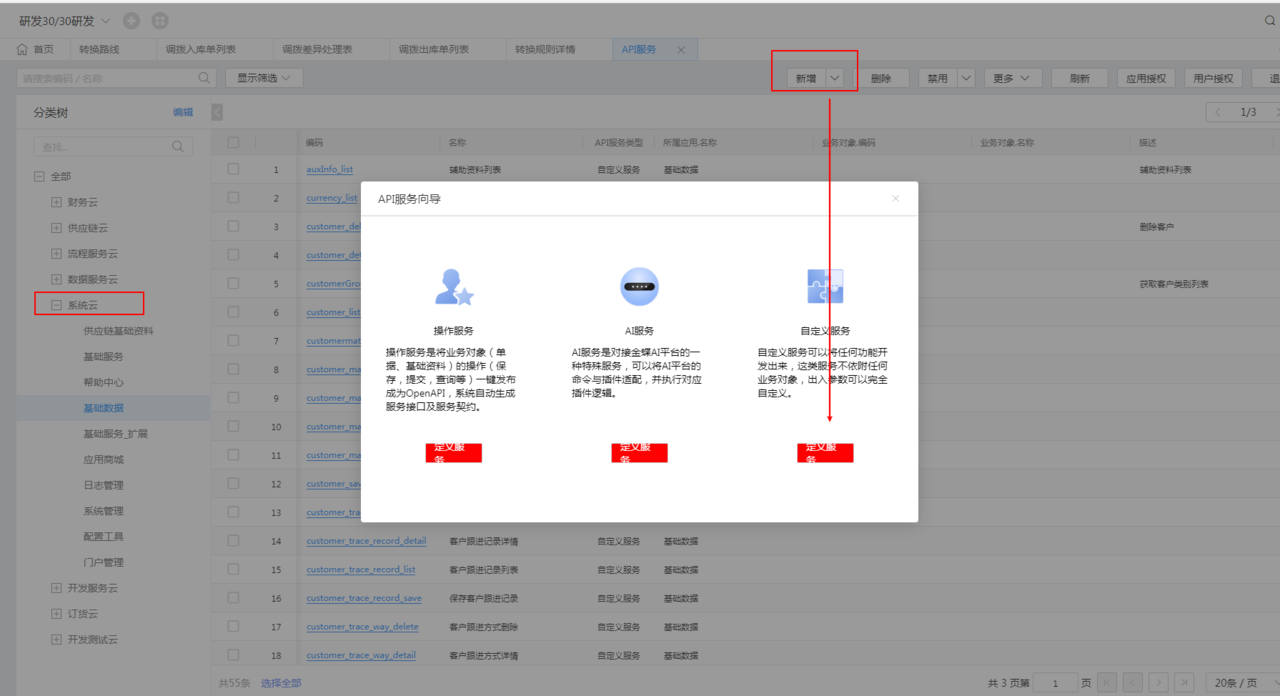 研发30/30研发
首页
转换路线
调拨入库单列表
调拨差异处理表
调拨出库单列表
转换规则详情
API服务
请搜索编码 / 名称
显示筛选
新增
删除
禁用
更多
刷新
应用授权
用户授权
退
分类树
编辑
1/3
查找...
全部
财务云
供应链云
流程服务云
数据服务云
系统云
供应链基础资料
基础服务
帮助中心
基础数据
基础服务_扩展
应用商城
日志管理
系统管理
配置工具
门户管理
开发服务云
订货云
开发测试云
编码 名称 API服务类型 所属应用.名称 业务对象.编码 业务对象.名称 描述
1 auxInfo_list 辅助资料列表 自定义服务 基础数据 辅助资料列表
2 currency_list
3 customer_del 删除客户
4 customer_det
5 customerGro 获取客户类别列表
6 customer_list
7 customermat
8 customer_ma
9 customer_ma
10 customer_ma
11 customer_ma
12 customer_sav
13 customer_tra
14 customer_trace_record_detail 客户跟进记录详情 自定义服务 基础数据
15 customer_trace_record_list 客户跟进记录列表 自定义服务 基础数据
16 customer_trace_record_save 保存客户跟进记录 自定义服务 基础数据
17 customer_trace_way_delete 客户跟进方式删除 自定义服务 基础数据
18 customer_trace_way_detail 客户跟进方式详情 自定义服务 基础数据
共55条 选择全部
共 3 页第 1 页
20条 / 页
API服务向导
操作服务
操作服务是将业务对象（单
据、基础资料）的操作（保
存，提交，查询等）一键发布
成为OpenAPI，系统自动生成
服务接口及服务契约。
定义服
务
AI服务
AI服务是对接金蝶AI平台的一
种特殊服务，可以将AI平台的
命令与插件适配，并执行对应
插件逻辑。
定义服
务
自定义服务
自定义服务可以将任何功能开
发出来，这类服务不依附任何
业务对象，出入参数可以完全
自定义。
定义服
务